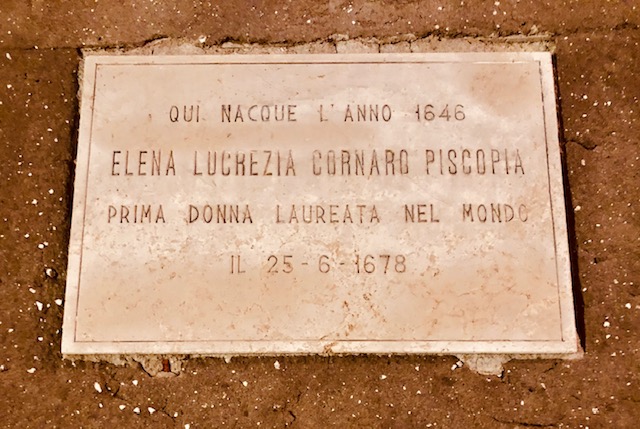 QUI NACQUE L'ANNO 1646
ELENA LUCREZIA CORNARO PISCOPIA
PRIMA DONNA LAUREATA NEL MONDO
IL 25-6-1678